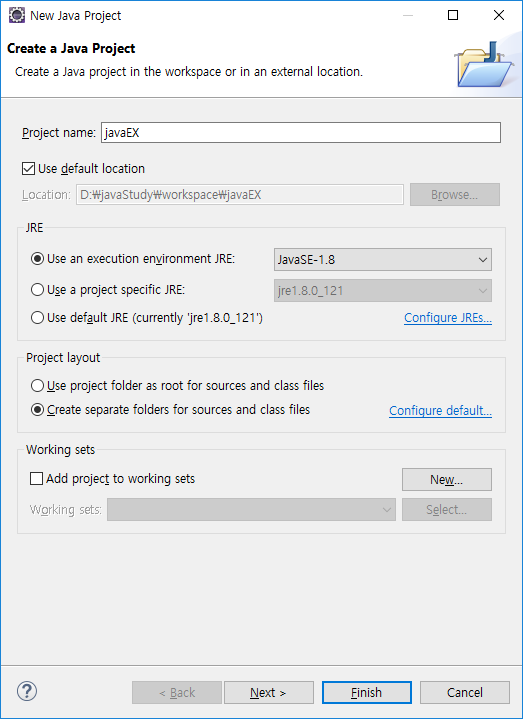 New Java Project
Create a Java Project
Create a Java project in the workspace or in an external location.
Project name: javaEX
Use default location
Location: D:₩javaStudy₩workspace₩javaEX Browse...
JRE
Use an execution environment JRE: JavaSE-1.8
Use a project specific JRE: jre1.8.0_121
Use default JRE (currently 'jre1.8.0_121') Configure JREs...
Project layout
Use project folder as root for sources and class files
Create separate folders for sources and class files Configure default...
Working sets
Add project to working sets New...
Working sets: Select...
? < Back Next > Finish Cancel